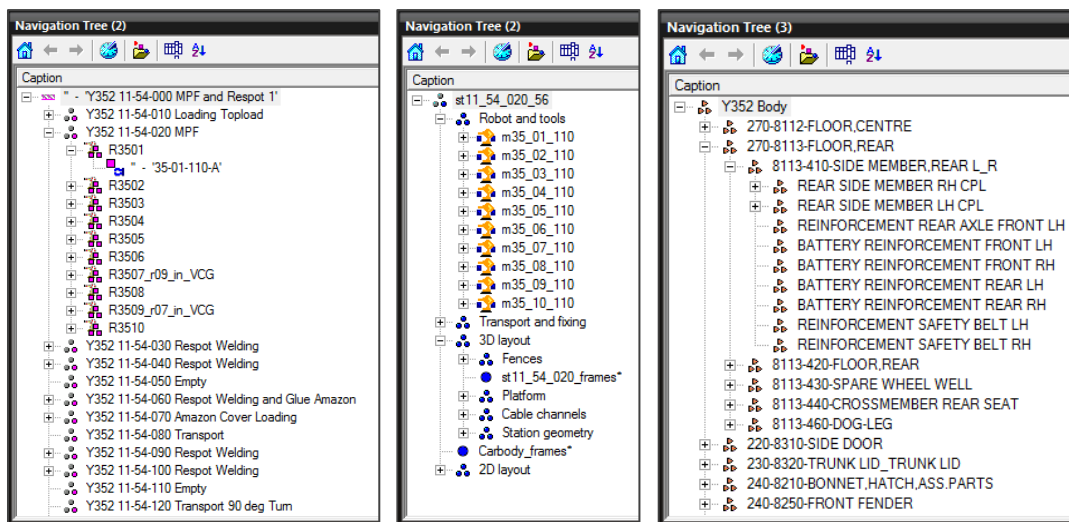 Navigation Tree (2)
Caption
" - 'Y352 11-54-000 MPF and Respot 1'
Y352 11-54-010 Loading Topload
Y352 11-54-020 MPF
R3501
" - '35-01-110-A'
R3502
R3503
R3504
R3505
R3506
R3507_r09_in_VCG
R3508
R3509_r07_in_VCG
R3510
Y352 11-54-030 Respot Welding
Y352 11-54-040 Respot Welding
Y352 11-54-050 Empty
Y352 11-54-060 Respot Welding and Glue Amazon
Y352 11-54-070 Amazon Cover Loading
Y352 11-54-080 Transport
Y352 11-54-090 Respot Welding
Y352 11-54-100 Respot Welding
Y352 11-54-110 Empty
Y352 11-54-120 Transport 90 deg Turn
Navigation Tree (2)
Caption
st11_54_020_56
Robot and tools
m35_01_110
m35_02_110
m35_03_110
m35_04_110
m35_05_110
m35_06_110
m35_07_110
m35_08_110
m35_09_110
m35_10_110
Transport and fixing
3D layout
Fences
st11_54_020_frames*
Platform
Cable channels
Station geometry
Carbody_frames*
2D layout
Navigation Tree (3)
Caption
Y352 Body
270-8112-FLOOR,CENTRE
270-8113-FLOOR,REAR
8113-410-SIDE MEMBER,REAR L_R
REAR SIDE MEMBER RH CPL
REAR SIDE MEMBER LH CPL
REINFORCEMENT REAR AXLE FRONT LH
BATTERY REINFORCEMENT FRONT LH
BATTERY REINFORCEMENT FRONT RH
BATTERY REINFORCEMENT REAR LH
BATTERY REINFORCEMENT REAR RH
REINFORCEMENT SAFETY BELT LH
REINFORCEMENT SAFETY BELT RH
8113-420-FLOOR,REAR
8113-430-SPARE WHEEL WELL
8113-440-CROSSMEMBER REAR SEAT
8113-460-DOG-LEG
220-8310-SIDE DOOR
230-8320-TRUNK LID_TRUNK LID
240-8210-BONNET,HATCH,ASS.PARTS
240-8250-FRONT FENDER